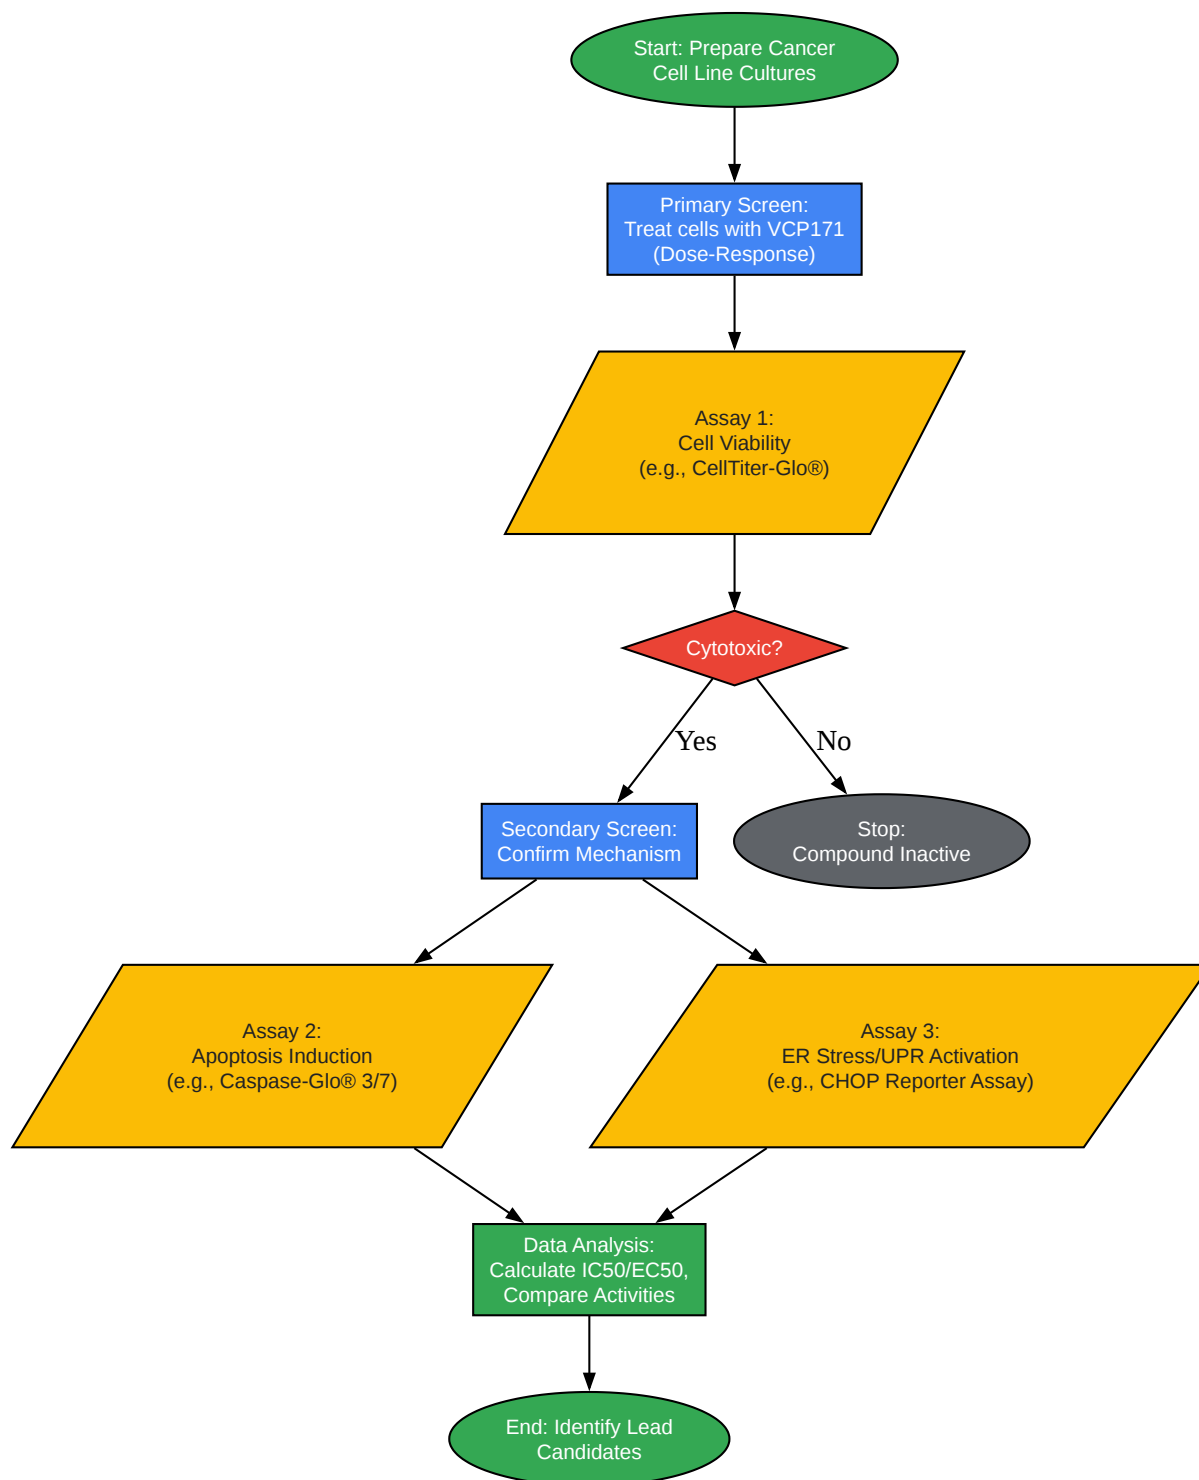 Start: Prepare Cancer
Cell Line Cultures
Primary Screen:
Treat cells with VCP171
(Dose-Response)
Assay 1:
Cell Viability
(e.g., CellTiter-Glo®)
Cytotoxic?
Yes
No
Secondary Screen:
Confirm Mechanism
Stop:
Compound Inactive
Assay 2:
Apoptosis Induction
(e.g., Caspase-Glo® 3/7)
Assay 3:
ER Stress/UPR Activation
(e.g., CHOP Reporter Assay)
Data Analysis:
Calculate IC50/EC50,
Compare Activities
End: Identify Lead
Candidates